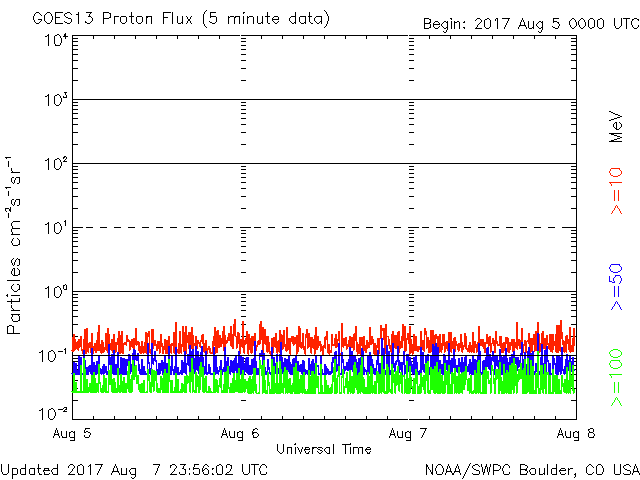 GOES13 Proton Flux (5 minute data)
Begin: 2017 Aug 5 0000 UTC
Particles cm⁻²s⁻¹sr⁻¹
10⁴
10³
10²
10¹
10⁰
10⁻¹
10⁻²
Aug 5
Aug 6
Aug 7
Aug 8
Universal Time
MeV
>=10
>=50
>=100
Updated 2017 Aug 7 23:56:02 UTC
NOAA/SWPC Boulder, CO USA